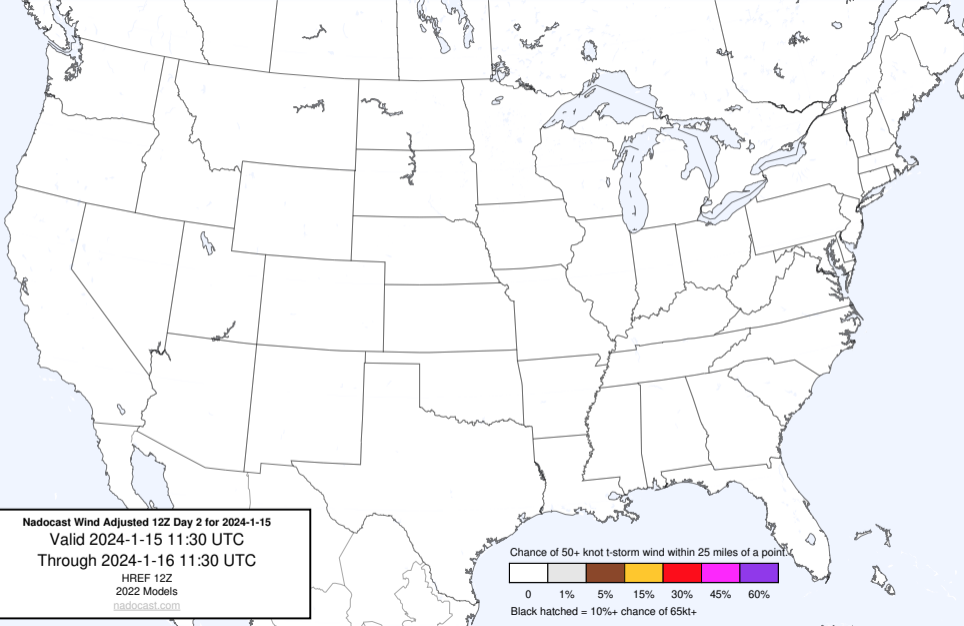 Nadocast Wind Adjusted 12Z Day 2 for 2024-1-15
Valid 2024-1-15 11:30 UTC
Through 2024-1-16 11:30 UTC
HREF 12Z
2022 Models
nadocast.com
Chance of 50+ knot t-storm wind within 25 miles of a point.
0 1% 5% 15% 30% 45% 60%
Black hatched = 10%+ chance of 65kt+